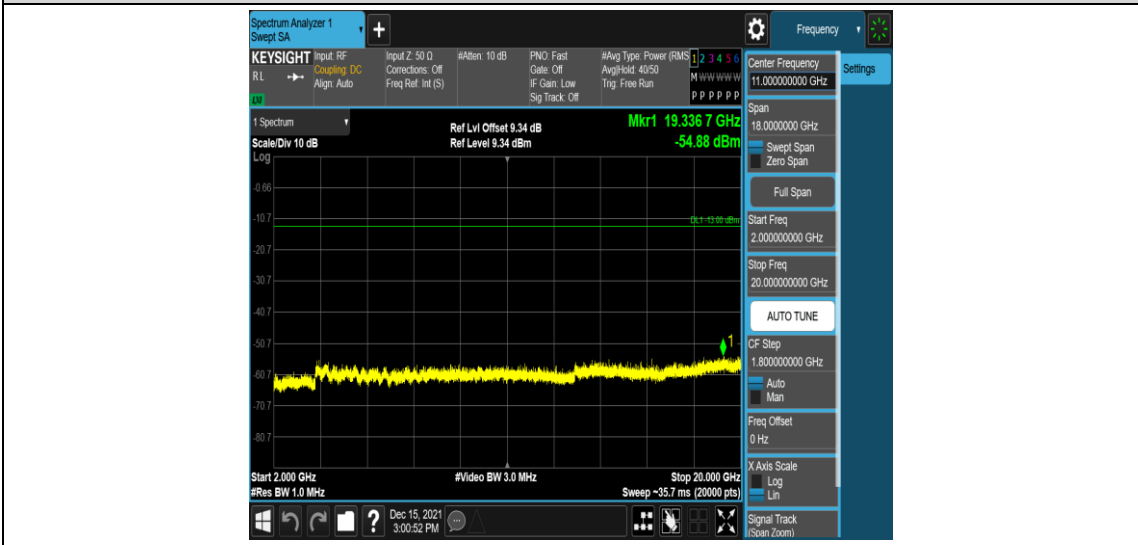 Spectrum Analyzer 1
Swept SA
+
Frequency
KEYSIGHT
RL
LXI
Input: RF
Coupling: DC
Align: Auto
Input Z: 50 Ω
Corrections: Off
Freq Ref: Int (S)
#Atten: 10 dB
PNO: Fast
Gate: Off
IF Gain: Low
Sig Track: Off
#Avg Type: Power (RMS
Avg|Hold: 40/50
Trig: Free Run
1 2 3 4 5 6
M W W W W W
P P P P P P
1 Spectrum
Scale/Div 10 dB
Log
Ref Lvl Offset 9.34 dB
Ref Level 9.34 dBm
Mkr1 19.336 7 GHz
-54.88 dBm
-0.66
-10.7
DL1 -13.00 dBm
-20.7
-30.7
-40.7
-50.7
1
-60.7
-70.7
-80.7
Start 2.000 GHz
#Res BW 1.0 MHz
#Video BW 3.0 MHz
Stop 20.000 GHz
Sweep ~35.7 ms (20000 pts)
Dec 15, 2021
3:00:52 PM
?
Center Frequency
11.000000000 GHz
Settings
Span
18.0000000 GHz
Swept Span
Zero Span
Full Span
Start Freq
2.000000000 GHz
Stop Freq
20.000000000 GHz
AUTO TUNE
CF Step
1.800000000 GHz
Auto
Man
Freq Offset
0 Hz
X Axis Scale
Log
Lin
Signal Track
(Span Zoom)